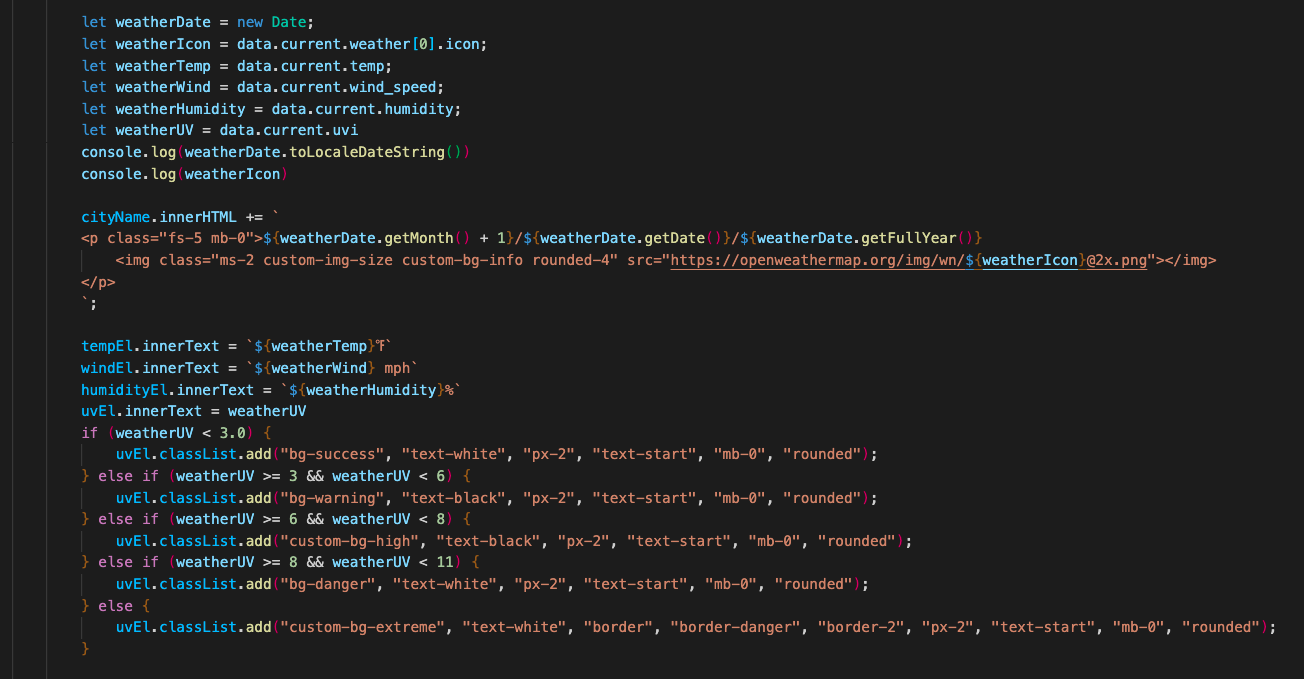 let weatherDate = new Date;
let weatherIcon = data.current.weather[0].icon;
let weatherTemp = data.current.temp;
let weatherWind = data.current.wind_speed;
let weatherHumidity = data.current.humidity;
let weatherUV = data.current.uvi
console.log(weatherDate.toLocaleDateString())
console.log(weatherIcon)
cityName.innerHTML += `
<p class="fs-5 mb-0">${weatherDate.getMonth() + 1}/${weatherDate.getDate()}/${weatherDate.getFullYear()}
<img class="ms-2 custom-img-size custom-bg-info rounded-4" src="https://openweathermap.org/img/wn/${weatherIcon}@2x.png"></img>
</p>
`;
tempEl.innerText = `${weatherTemp}℉`
windEl.innerText = `${weatherWind} mph`
humidityEl.innerText = `${weatherHumidity}%`
uvEl.innerText = weatherUV
if (weatherUV < 3.0) {
uvEl.classList.add("bg-success", "text-white", "px-2", "text-start", "mb-0", "rounded");
} else if (weatherUV >= 3 && weatherUV < 6) {
uvEl.classList.add("bg-warning", "text-black", "px-2", "text-start", "mb-0", "rounded");
} else if (weatherUV >= 6 && weatherUV < 8) {
uvEl.classList.add("custom-bg-high", "text-black", "px-2", "text-start", "mb-0", "rounded");
} else if (weatherUV >= 8 && weatherUV < 11) {
uvEl.classList.add("bg-danger", "text-white", "px-2", "text-start", "mb-0", "rounded");
} else {
uvEl.classList.add("custom-bg-extreme", "text-white", "border", "border-danger", "border-2", "px-2", "text-start", "mb-0", "rounded");
}